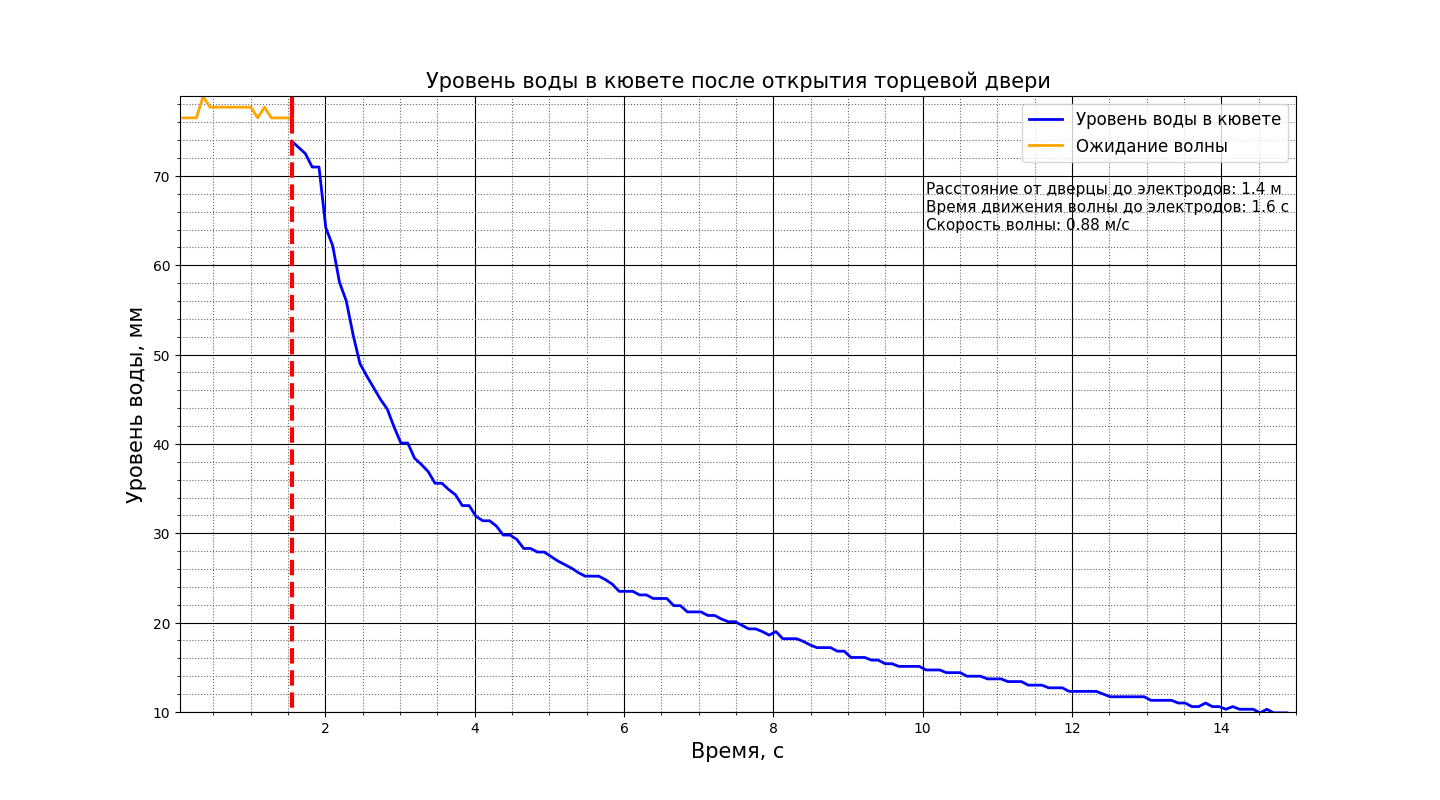 Уровень воды в кювете после открытия торцевой двери
Уровень воды в кювете
Ожидание волны
Расстояние от дверцы до электродов: 1.4 м
Время движения волны до электродов: 1.6 с
Скорость волны: 0.88 м/с
Уровень воды, мм
70
60
50
40
30
20
10
2 4 6 8 10 12 14
Время, с